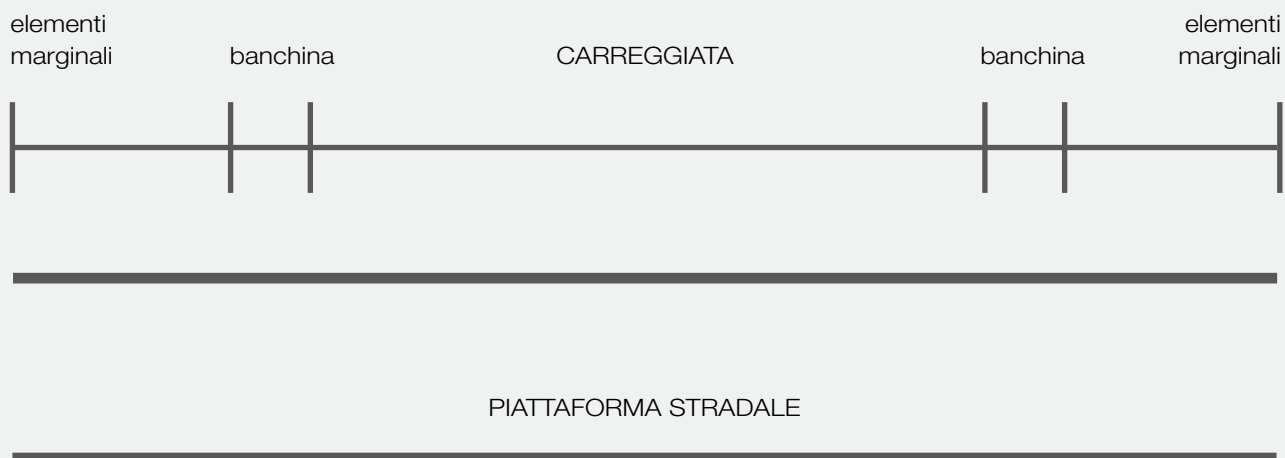 elementi
marginali
banchina
CARREGGIATA
banchina
elementi
marginali
PIATTAFORMA STRADALE